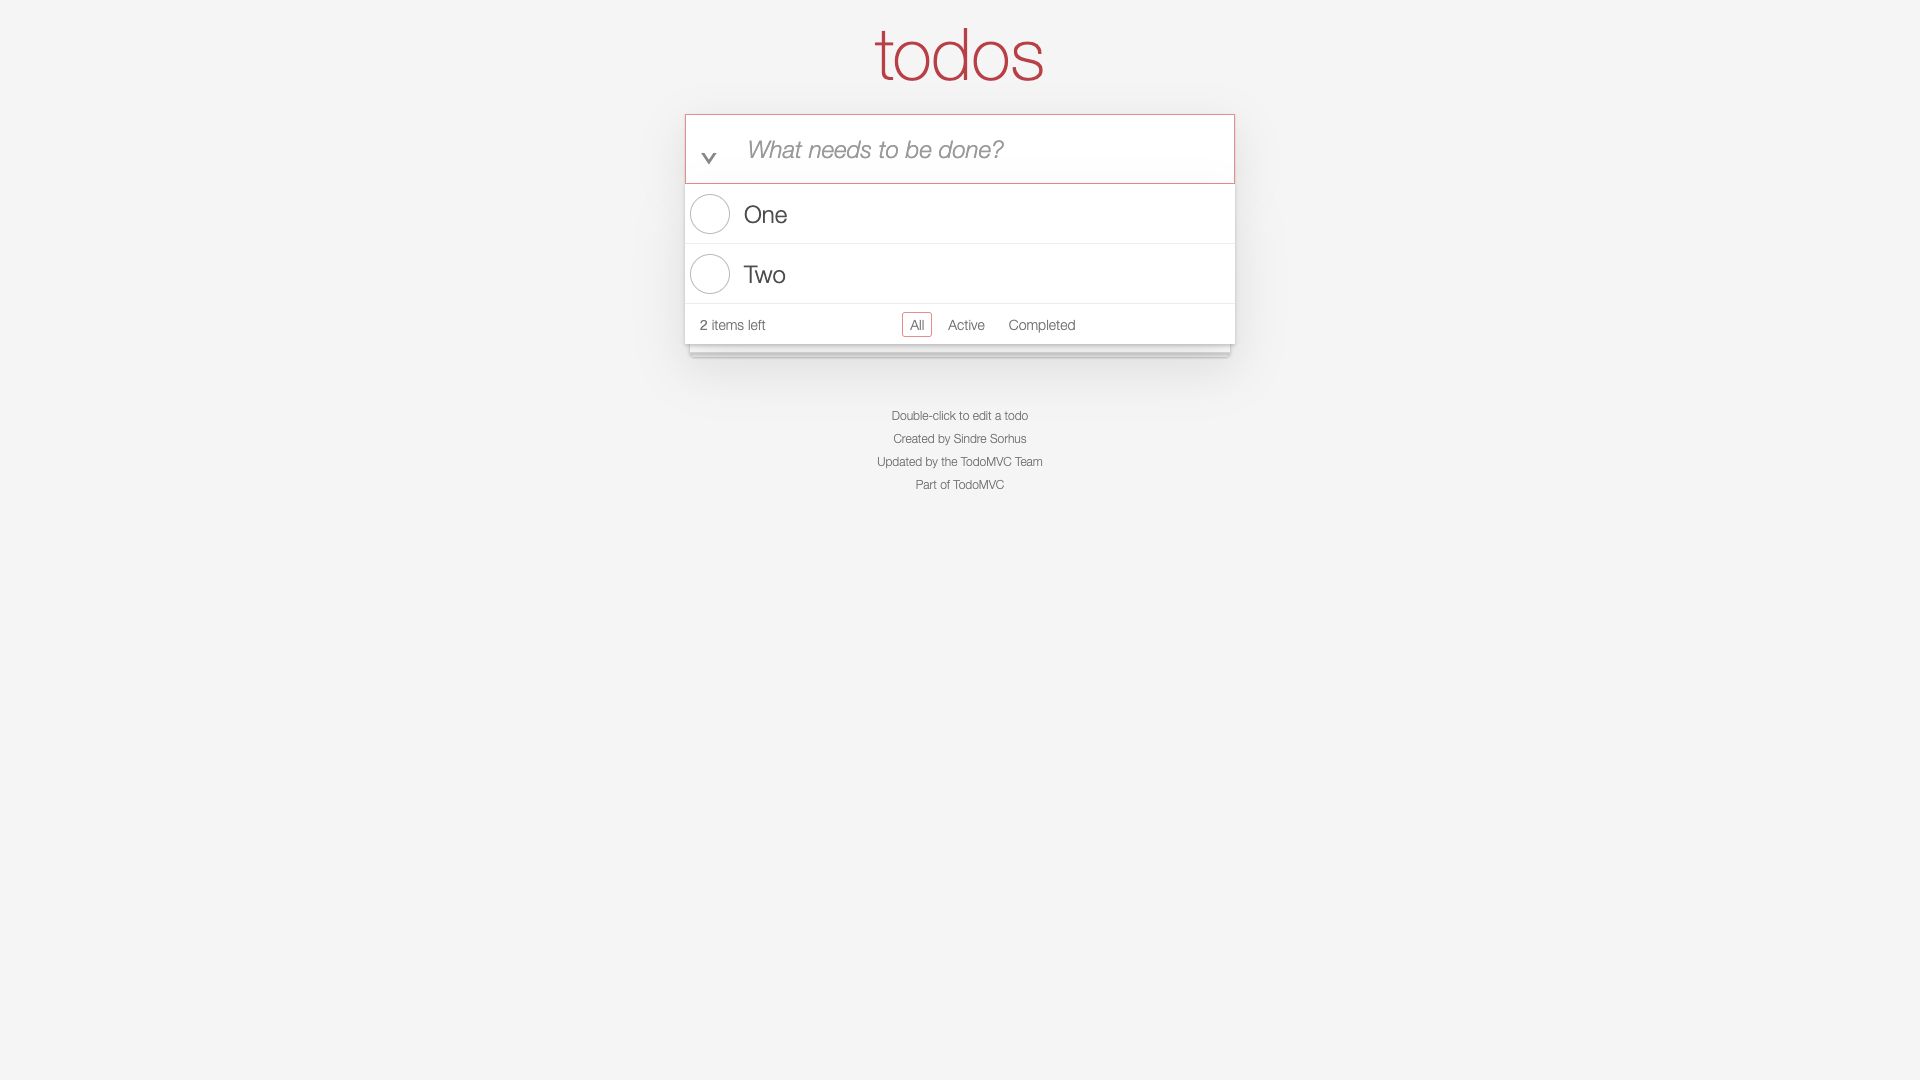 todos
What needs to be done?
One
Two
2 items left All Active Completed
Double-click to edit a todo
Created by Sindre Sorhus
Updated by the TodoMVC Team
Part of TodoMVC